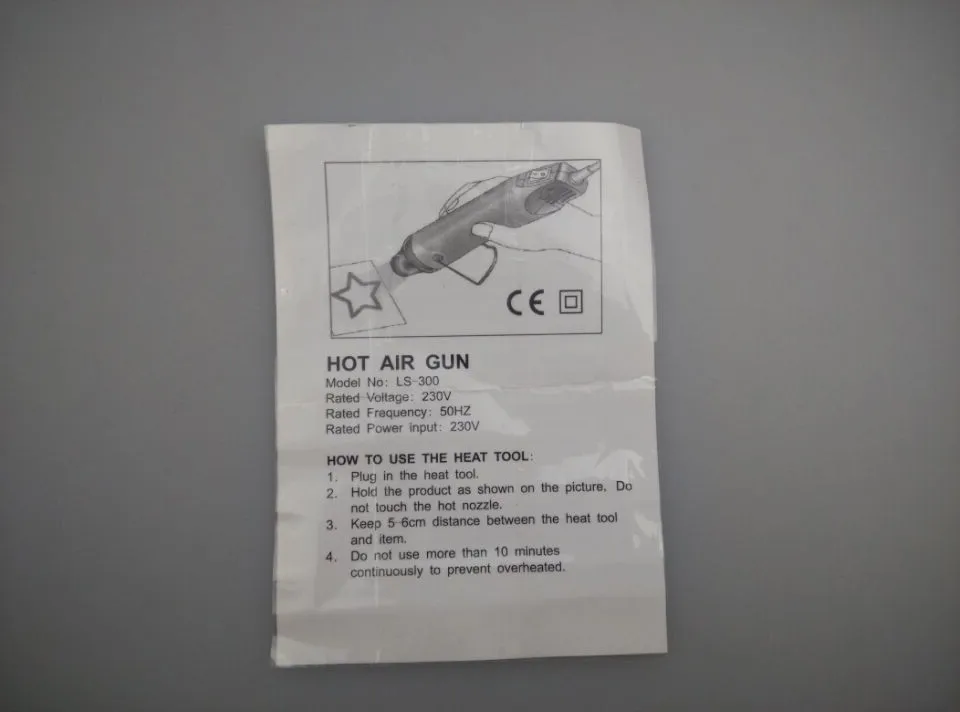 CE
HOT AIR GUN
Model No: LS-300
Rated Voltage: 230V
Rated Frequency: 50HZ
Rated Power input: 230V
HOW TO USE THE HEAT TOOL:
1. Plug in the heat tool.
2. Hold the product as shown on the picture. Do
not touch the hot nozzle.
3. Keep 5-6cm distance between the heat tool
and item.
4. Do not use more than 10 minutes
continuously to prevent overheated.